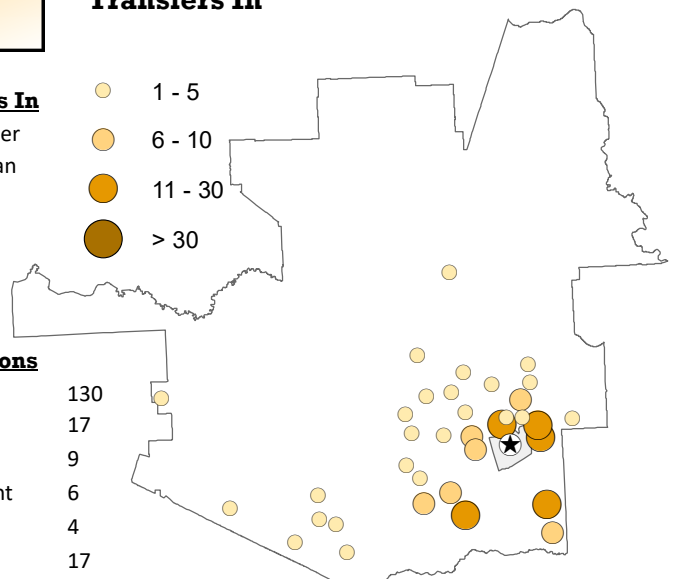 Transfers In
s In
er
an
1 - 5
6 - 10
11 - 30
> 30
ons
130
17
9
nt 6
4
17